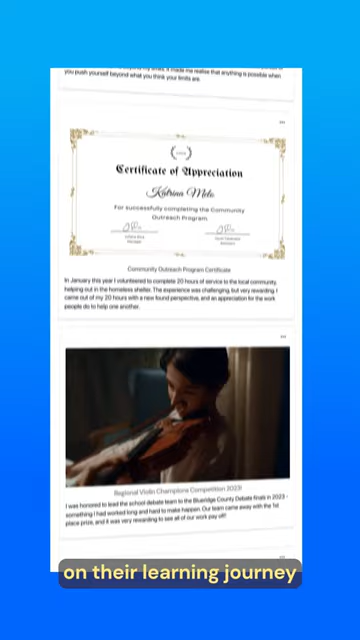 you push yourself beyond what you think your limits are.
Certificate of Appreciation
Katrina Melo
For successfully completing the Community
Outreach Program
Community Outreach Program Certificate
In January this year I volunteered to complete 20 hours of service to the local community,
helping out in the homeless shelter. The experience was challenging, but very rewarding. I
came out of my 20 hours with a new found perspective, and an appreciation for the work
people do to help one another.
Regional Violin Champions Competition 2023!
I was honored to lead the school debate team to the Blueridge County Debate finals in 2023 -
something I had worked long and hard to make happen. Our team came away with the 1st
place prize, and it was very rewarding to see all of our work pay off!
on their learning journey